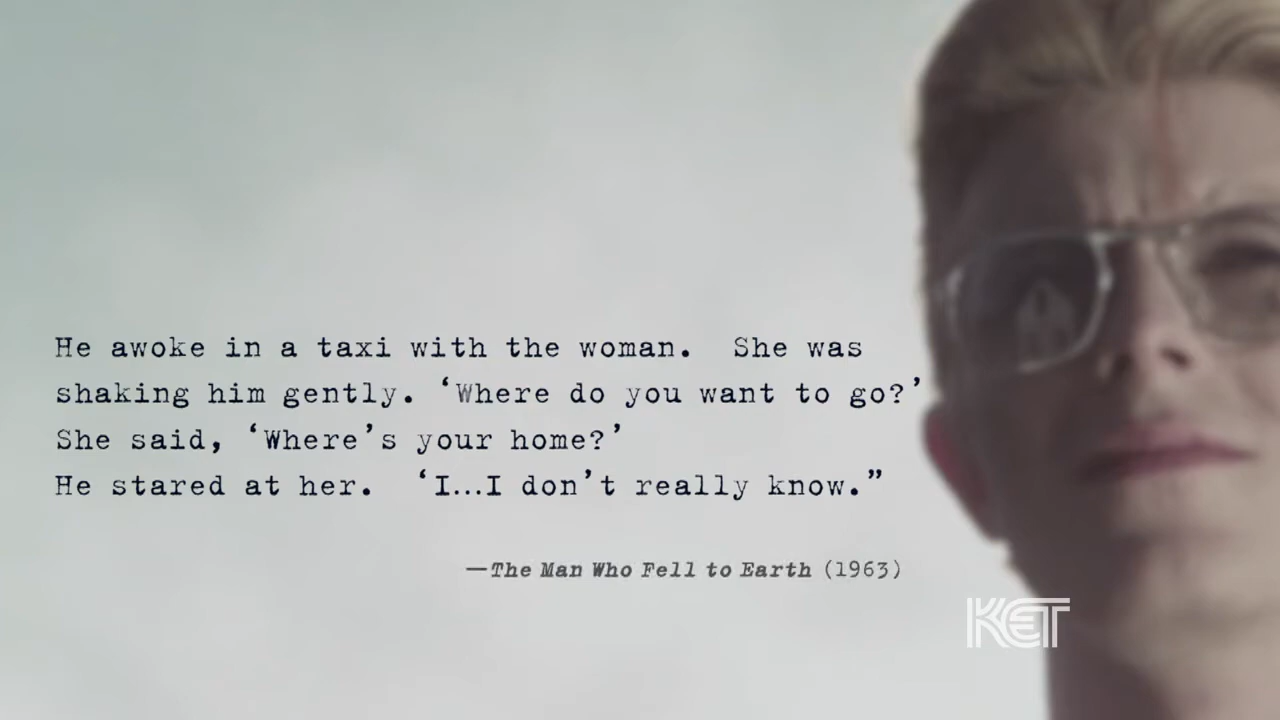 He awoke in a taxi with the woman.  She was
shaking him gently. ‘Where do you want to go?’
She said, ‘Where’s your home?’
He stared at her.  ‘I...I don’t really know.”
—The Man Who Fell to Earth (1963)
KET